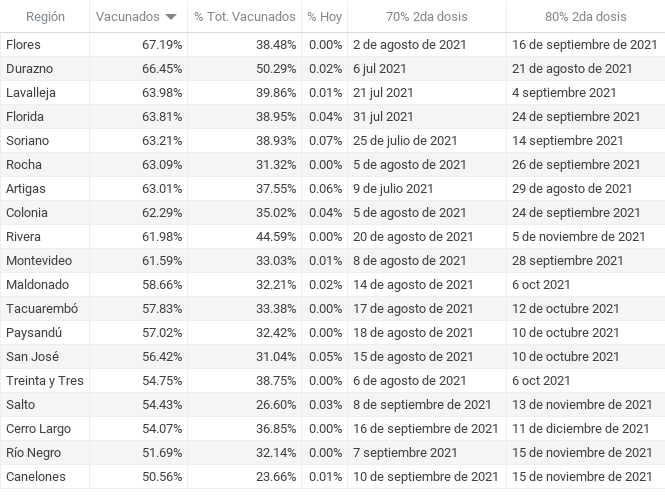 Región Vacunados % Tot. Vacunados % Hoy 70% 2da dosis 80% 2da dosis
Flores 67.19% 38.48% 0.00% 2 de agosto de 2021 16 de septiembre de 2021
Durazno 66.45% 50.29% 0.02% 6 jul 2021 21 de agosto de 2021
Lavalleja 63.98% 39.86% 0.01% 21 jul 2021 4 septiembre 2021
Florida 63.81% 38.95% 0.04% 31 jul 2021 24 de septiembre 2021
Soriano 63.21% 38.93% 0.07% 25 de julio de 2021 14 septiembre 2021
Rocha 63.09% 31.32% 0.00% 5 de agosto de 2021 26 de septiembre 2021
Artigas 63.01% 37.55% 0.06% 9 de julio 2021 29 de agosto de 2021
Colonia 62.29% 35.02% 0.04% 5 de agosto de 2021 24 de septiembre 2021
Rivera 61.98% 44.59% 0.00% 20 de agosto de 2021 5 de noviembre de 2021
Montevideo 61.59% 33.03% 0.01% 8 de agosto de 2021 28 septiembre 2021
Maldonado 58.66% 32.21% 0.02% 14 de agosto de 2021 6 oct 2021
Tacuarembó 57.83% 33.38% 0.00% 17 de agosto de 2021 12 de octubre 2021
Paysandú 57.02% 32.42% 0.00% 18 de agosto de 2021 10 de octubre 2021
San José 56.42% 31.04% 0.05% 15 de agosto de 2021 10 de octubre 2021
Treinta y Tres 54.75% 38.75% 0.00% 6 de agosto de 2021 6 oct 2021
Salto 54.43% 26.60% 0.03% 8 de septiembre de 2021 13 de noviembre de 2021
Cerro Largo 54.07% 36.85% 0.00% 16 de septiembre de 2021 11 de diciembre de 2021
Río Negro 51.69% 32.14% 0.00% 7 septiembre 2021 15 de noviembre de 2021
Canelones 50.56% 23.66% 0.01% 10 de septiembre de 2021 15 de noviembre de 2021